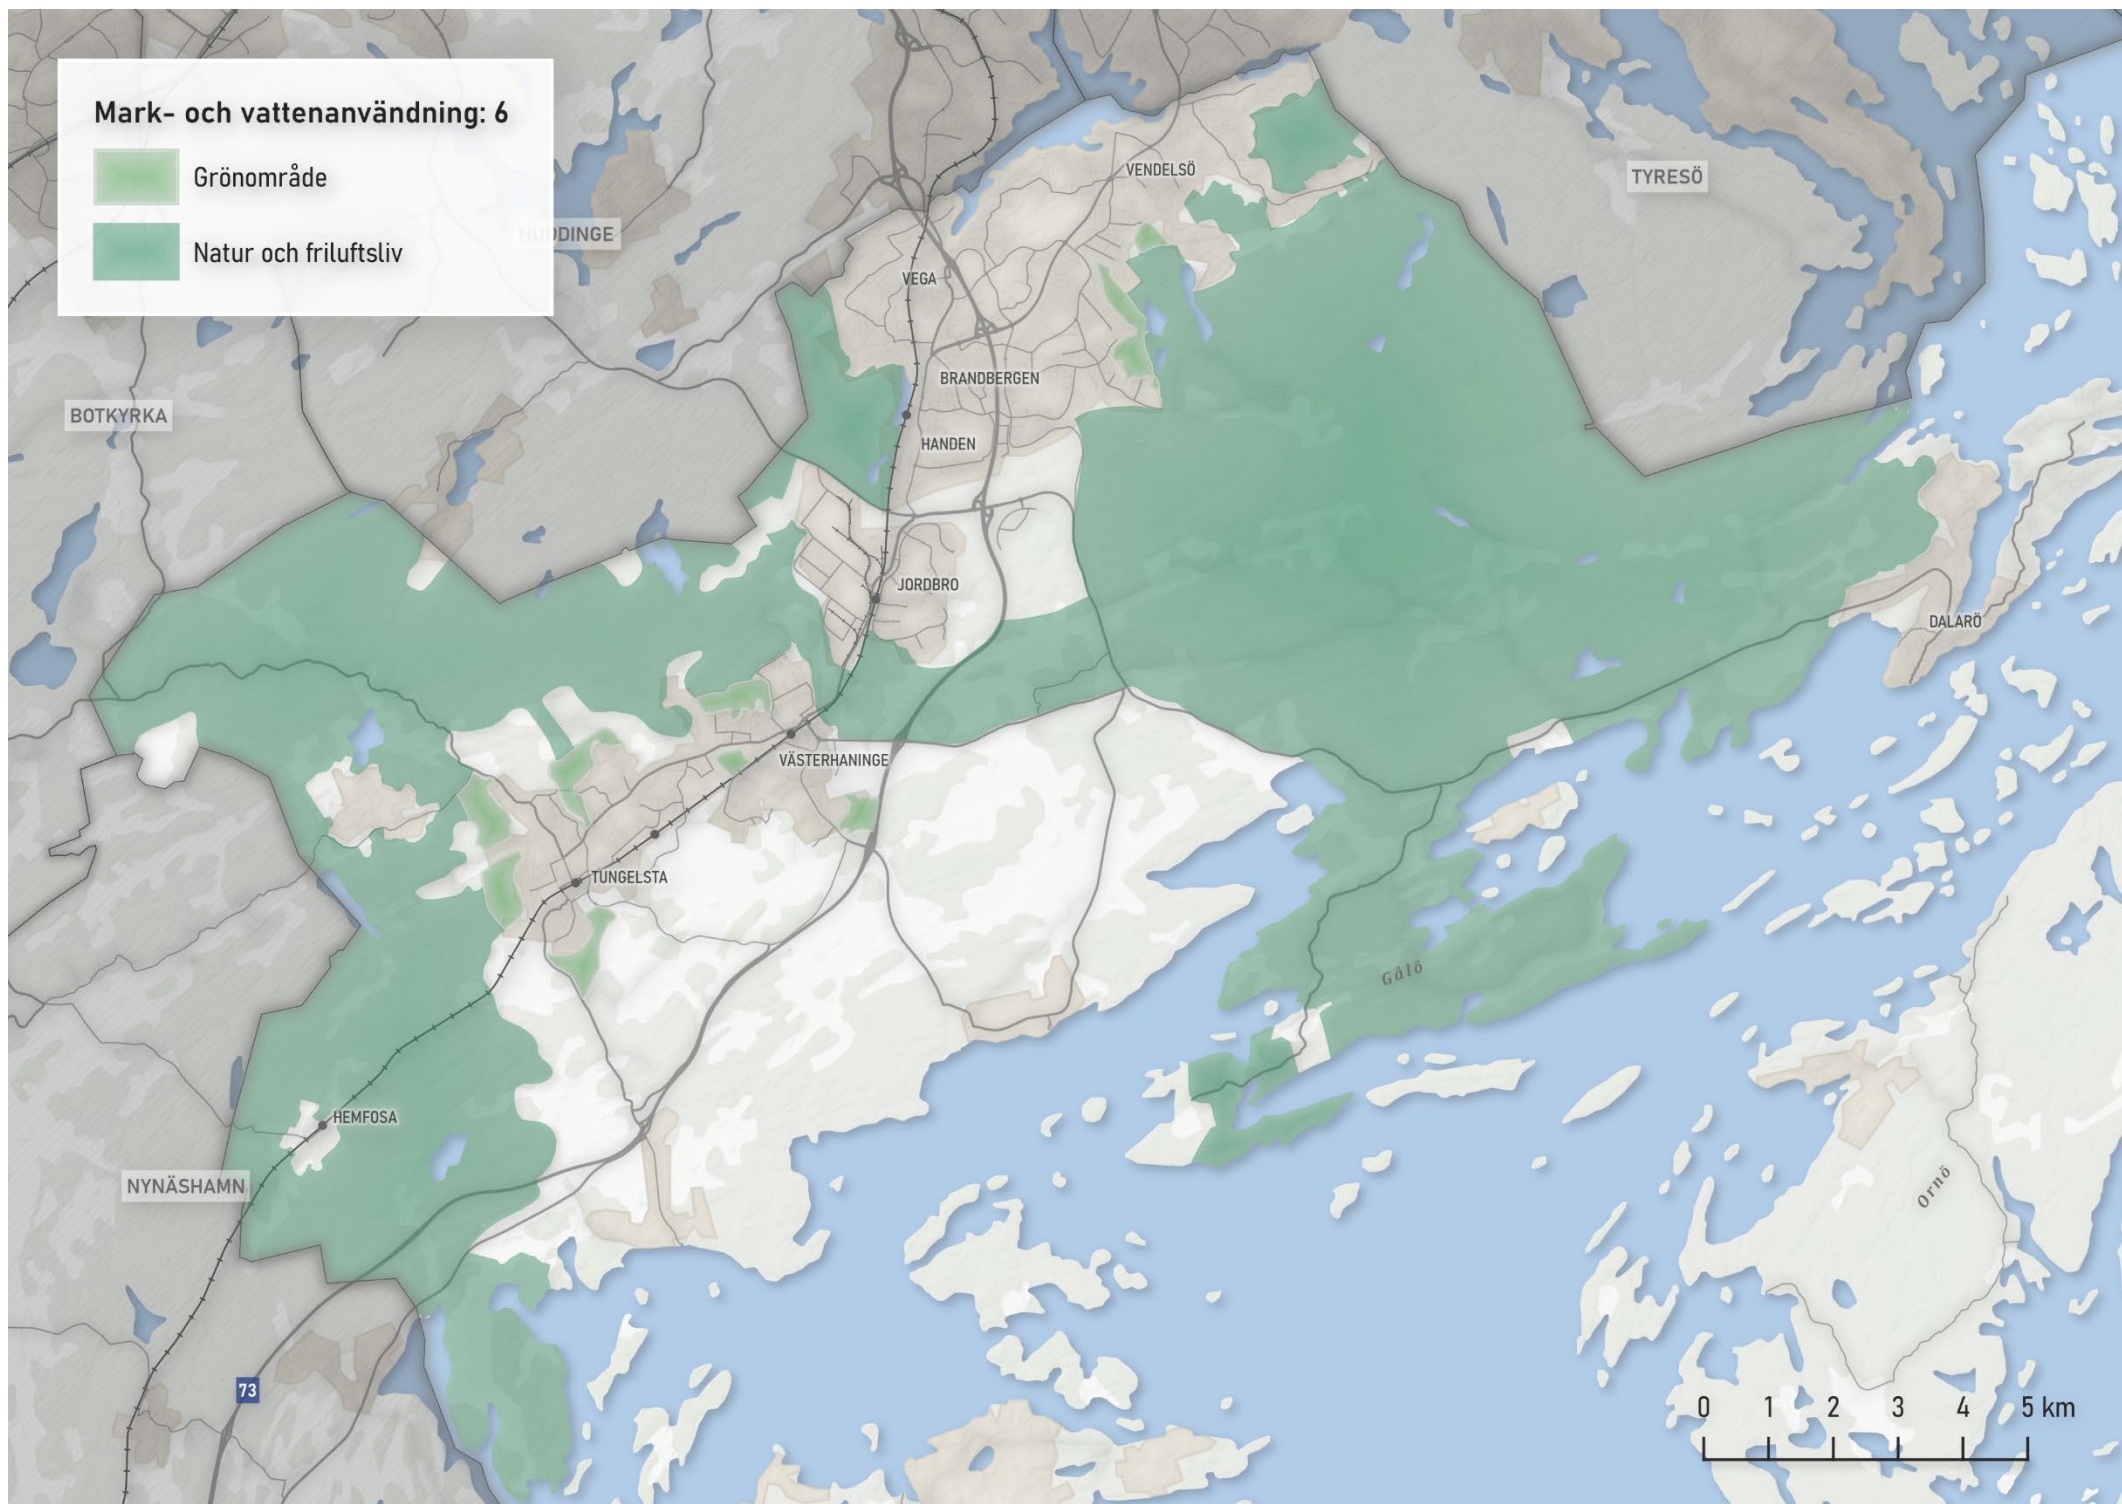 Mark- och vattenanvändning: 6
Grönområde
Natur och friluftsliv
HUDDINGE
VENDELSÖ
TYRESÖ
VEGA
BRANDBERGEN
BOTKYRKA
HANDEN
JORDBRO
DALARÖ
VÄSTERHANINGE
TUNGELSTA
Gålö
HEMFOSA
NYNÄSHAMN
Ornö
73
0 1 2 3 4 5 km